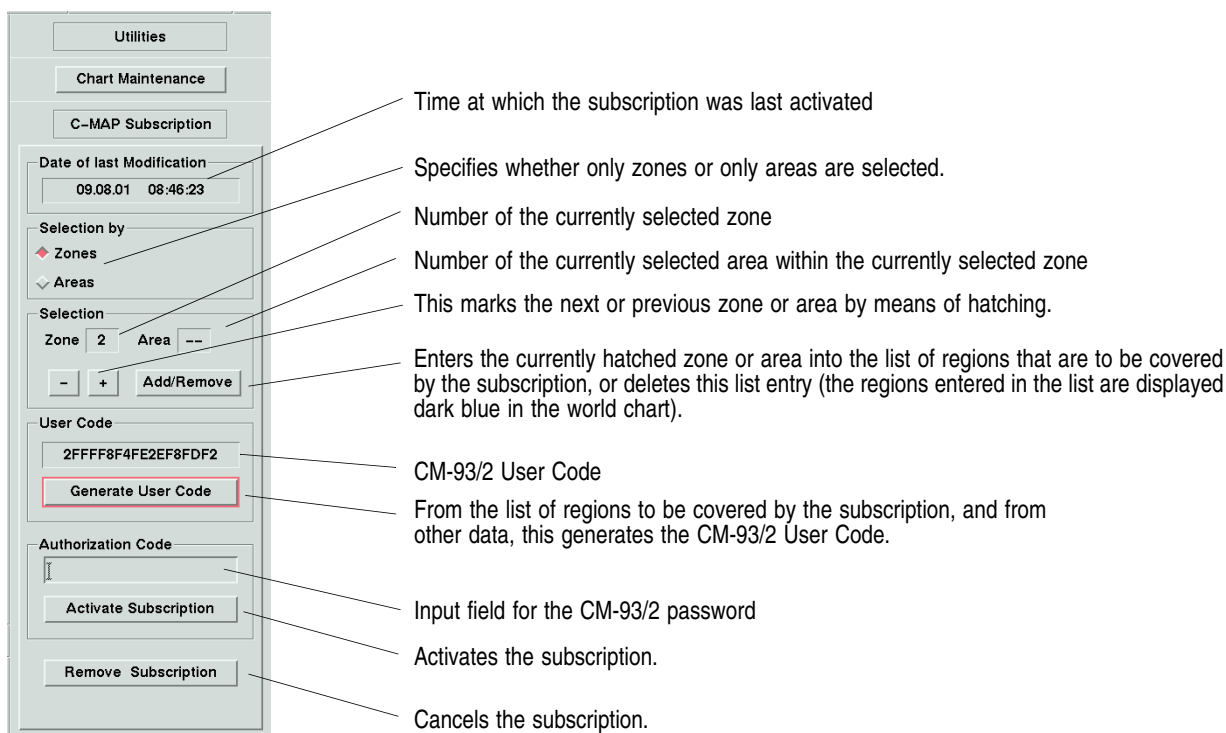 Utilities
Chart Maintenance
C-MAP Subscription
Date of last Modification
09.08.01 08:46:23
Selection by
Zones
Areas
Selection
Zone 2 Area --
- + Add/Remove
User Code
2FFFF8F4FE2EF8FDF2
Generate User Code
Authorization Code
Activate Subscription
Remove Subscription
Time at which the subscription was last activated
Specifies whether only zones or only areas are selected.
Number of the currently selected zone
Number of the currently selected area within the currently selected zone
This marks the next or previous zone or area by means of hatching.
Enters the currently hatched zone or area into the list of regions that are to be covered
by the subscription, or deletes this list entry (the regions entered in the list are displayed
dark blue in the world chart).
CM-93/2 User Code
From the list of regions to be covered by the subscription, and from
other data, this generates the CM-93/2 User Code.
Input field for the CM-93/2 password
Activates the subscription.
Cancels the subscription.